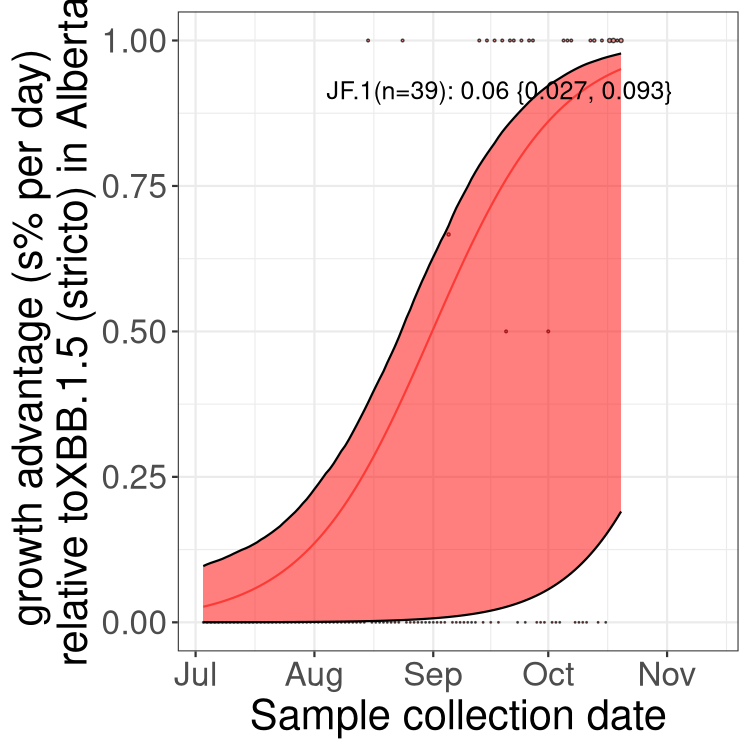 growth advantage (s% per day)
relative toXBB.1.5 (stricto) in Alberta
1.00
JF.1(n=39): 0.06 {0.027, 0.093}
0.75
0.50
0.25
0.00
Jul Aug Sep Oct Nov
Sample collection date